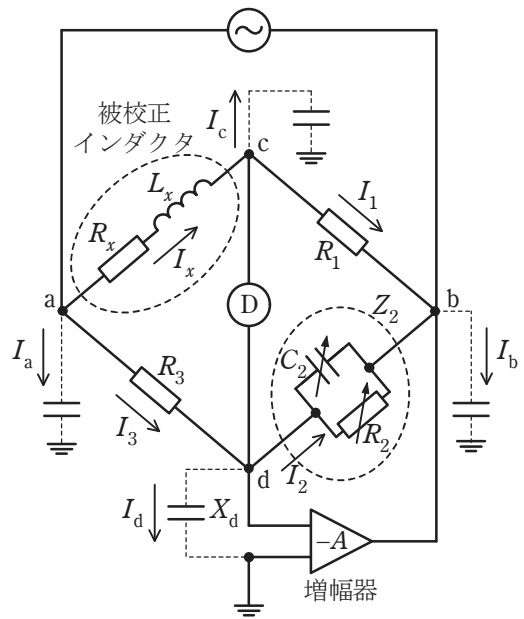 被校正
インダクタ
I_c
c
L_x
R_x
I_x
I_1
R_1
a
D
b
Z_2
I_a
R_3
C_2
I_b
I_3
R_2
d
I_2
I_d
X_d
−A
増幅器